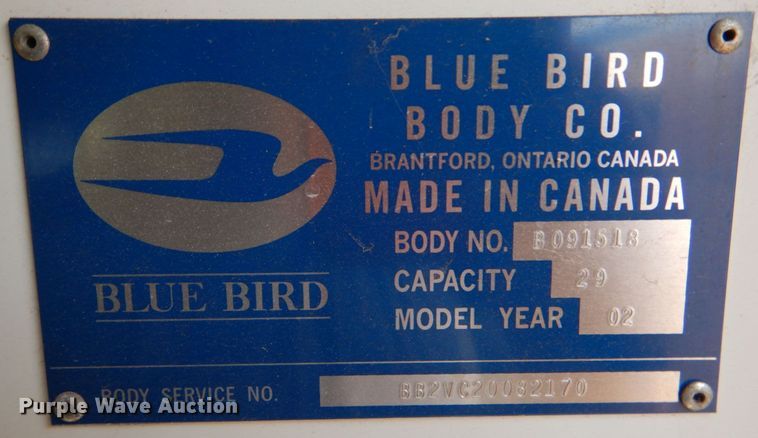 BLUE BIRD
BODY CO.
BRANTFORD, ONTARIO CANADA
MADE IN CANADA
BODY NO. B091518
CAPACITY 29
MODEL YEAR 02
BLUE BIRD
BODY SERVICE NO. BB2VC20082170
Purple Wave Auction